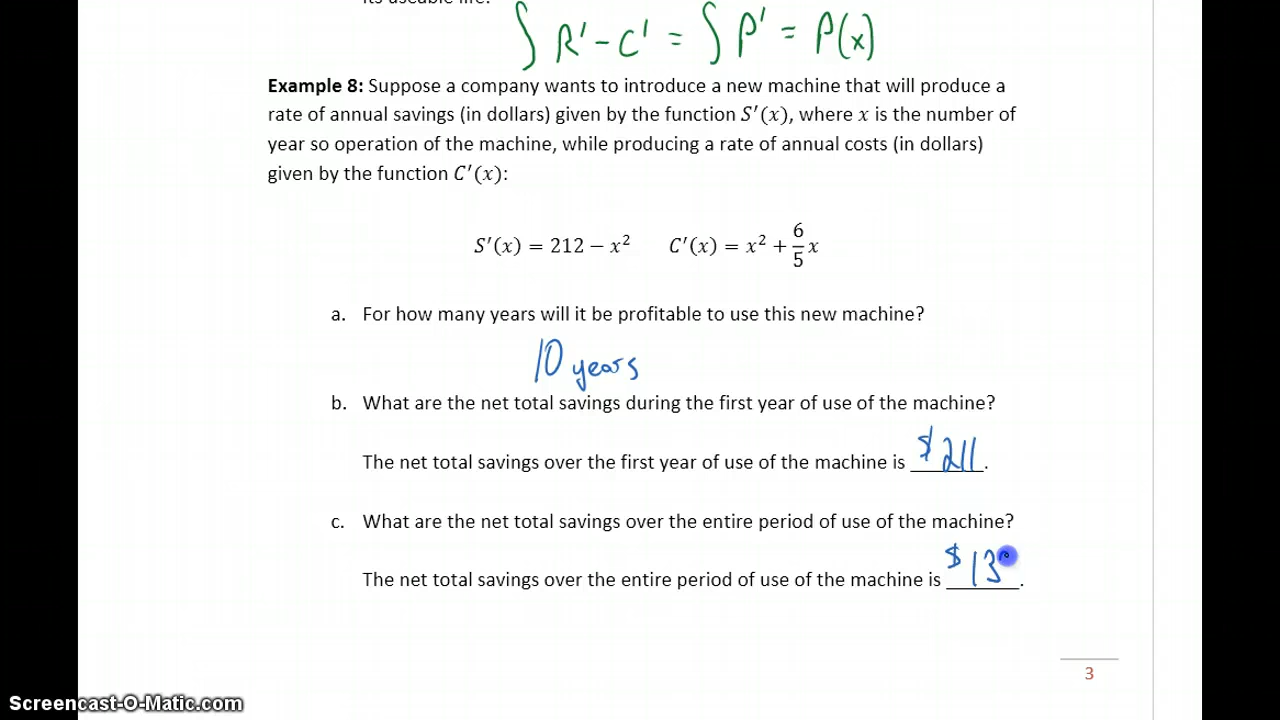 its useable life.
∫ R' - C' = ∫ P' = P(x)
Example 8: Suppose a company wants to introduce a new machine that will produce a
rate of annual savings (in dollars) given by the function S′(x), where x is the number of
year so operation of the machine, while producing a rate of annual costs (in dollars)
given by the function C′(x):
S′(x) = 212 − x² C′(x) = x² + 6/5 x
a. For how many years will it be profitable to use this new machine?
10 years
b. What are the net total savings during the first year of use of the machine?
The net total savings over the first year of use of the machine is $211.
c. What are the net total savings over the entire period of use of the machine?
The net total savings over the entire period of use of the machine is $13.
3
Screencast-O-Matic.com